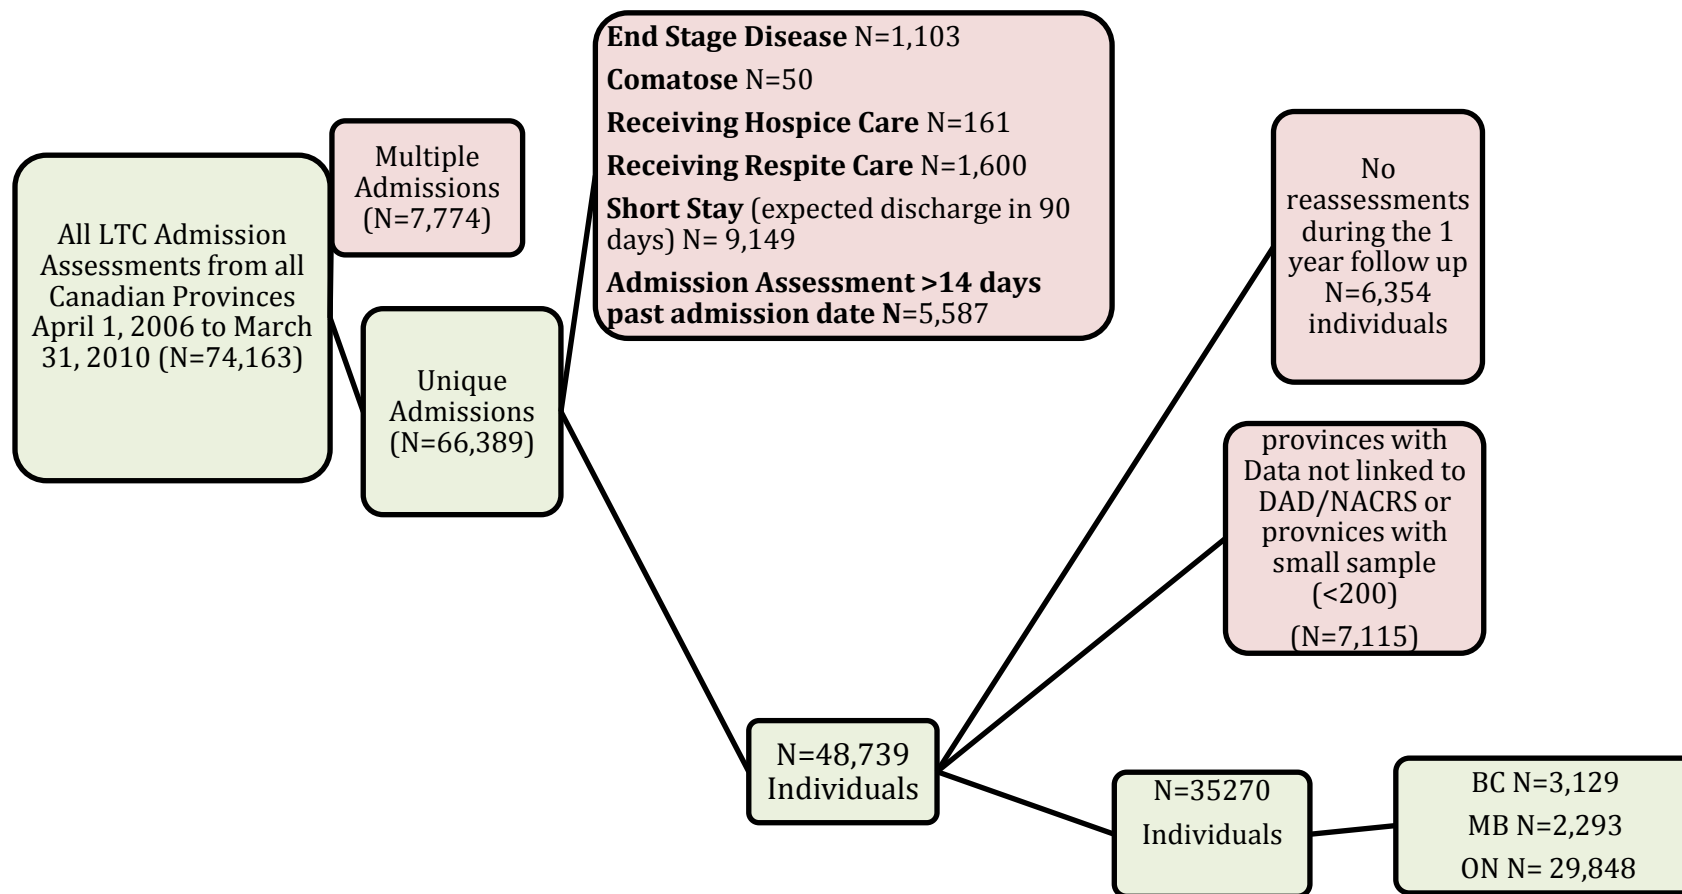 All LTC Admission
Assessments from all
Canadian Provinces
April 1, 2006 to March
31, 2010 (N=74,163)
Multiple
Admissions
(N=7,774)
Unique
Admissions
(N=66,389)
End Stage Disease N=1,103
Comatose N=50
Receiving Hospice Care N=161
Receiving Respite Care N=1,600
Short Stay (expected discharge in 90
days) N= 9,149
Admission Assessment >14 days
past admission date N=5,587
N=48,739
Individuals
No
reassessments
during the 1
year follow up
N=6,354
individuals
provinces with
Data not linked to
DAD/NACRS or
provnices with
small sample
(<200)
(N=7,115)
N=35270
Individuals
BC N=3,129
MB N=2,293
ON N= 29,848